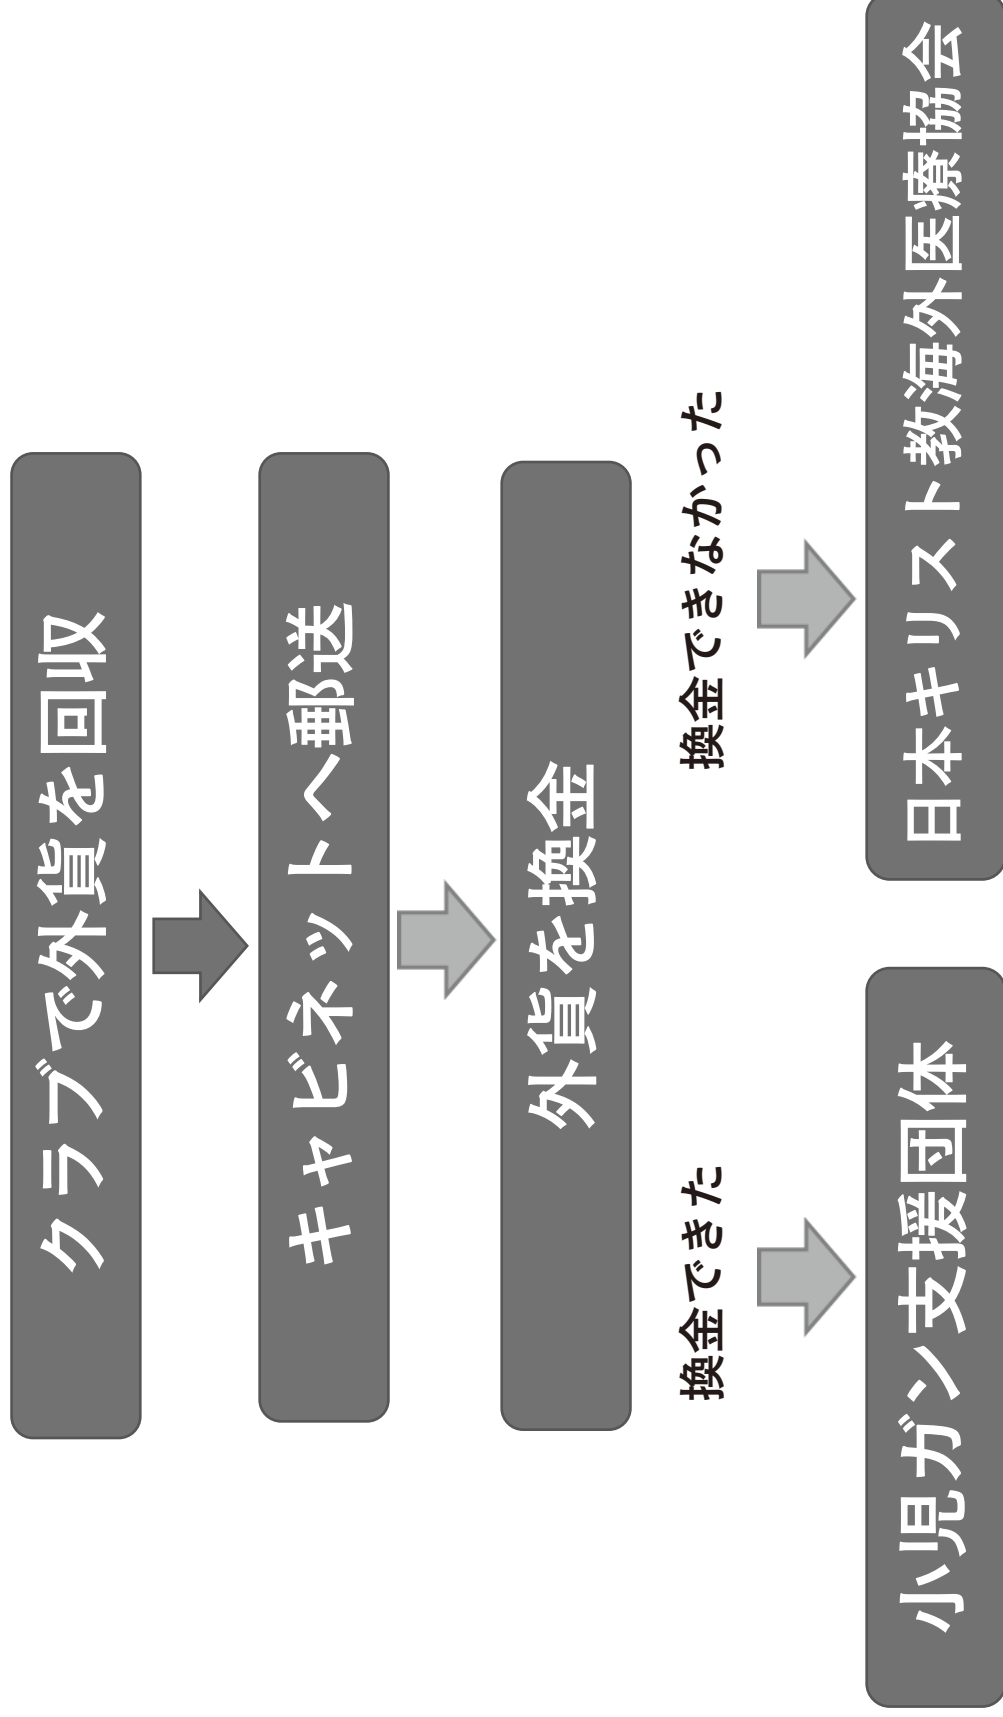 クラブで外貨を回収
キャビネットへ郵送
外貨を換金
換金できた
換金できなかった
小児ガン支援団体
日本キリスト教海外医療協会